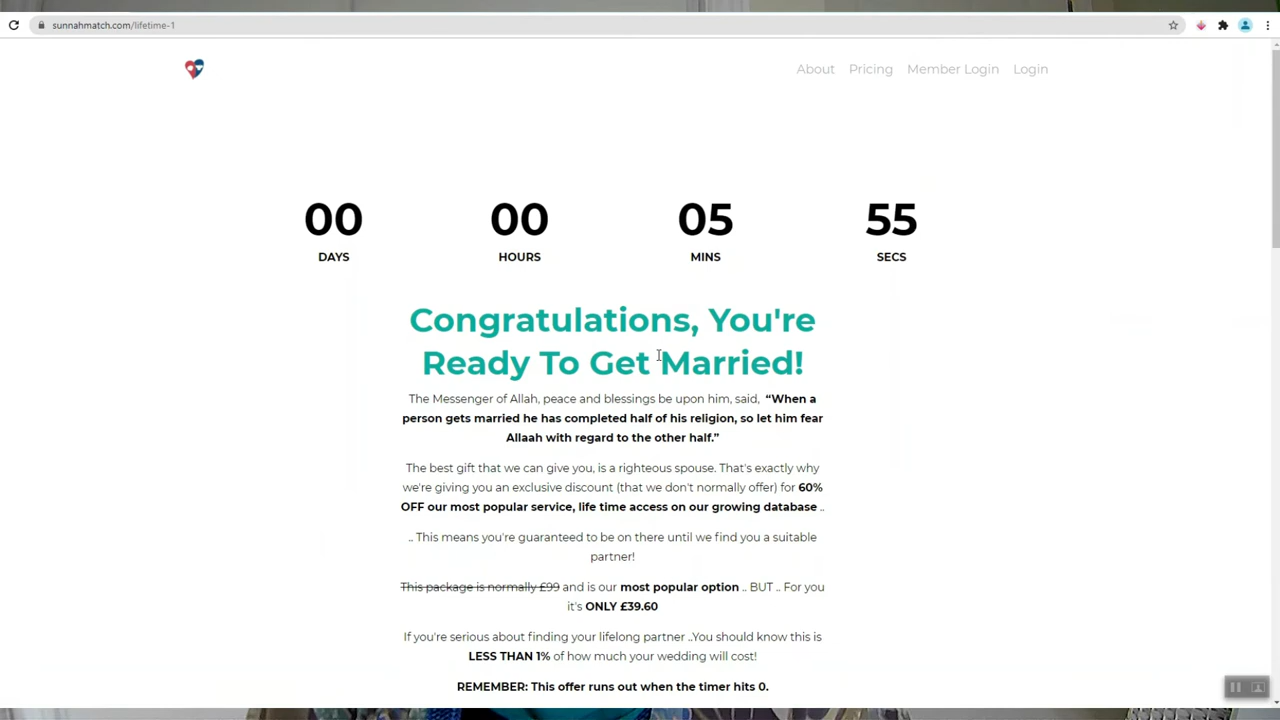 sunnahmatch.com/lifetime-1
About Pricing Member Login Login
00 00 05 55
DAYS HOURS MINS SECS
Congratulations, You're
Ready To Get Married!
The Messenger of Allah, peace and blessings be upon him, said, “When a
person gets married he has completed half of his religion, so let him fear
Allaah with regard to the other half.”
The best gift that we can give you, is a righteous spouse. That's exactly why
we're giving you an exclusive discount (that we don't normally offer) for 60%
OFF our most popular service, life time access on our growing database ..
.. This means you're guaranteed to be on there until we find you a suitable
partner!
This package is normally £99 and is our most popular option .. BUT .. For you
it's ONLY £39.60
If you're serious about finding your lifelong partner ..You should know this is
LESS THAN 1% of how much your wedding will cost!
REMEMBER: This offer runs out when the timer hits 0.